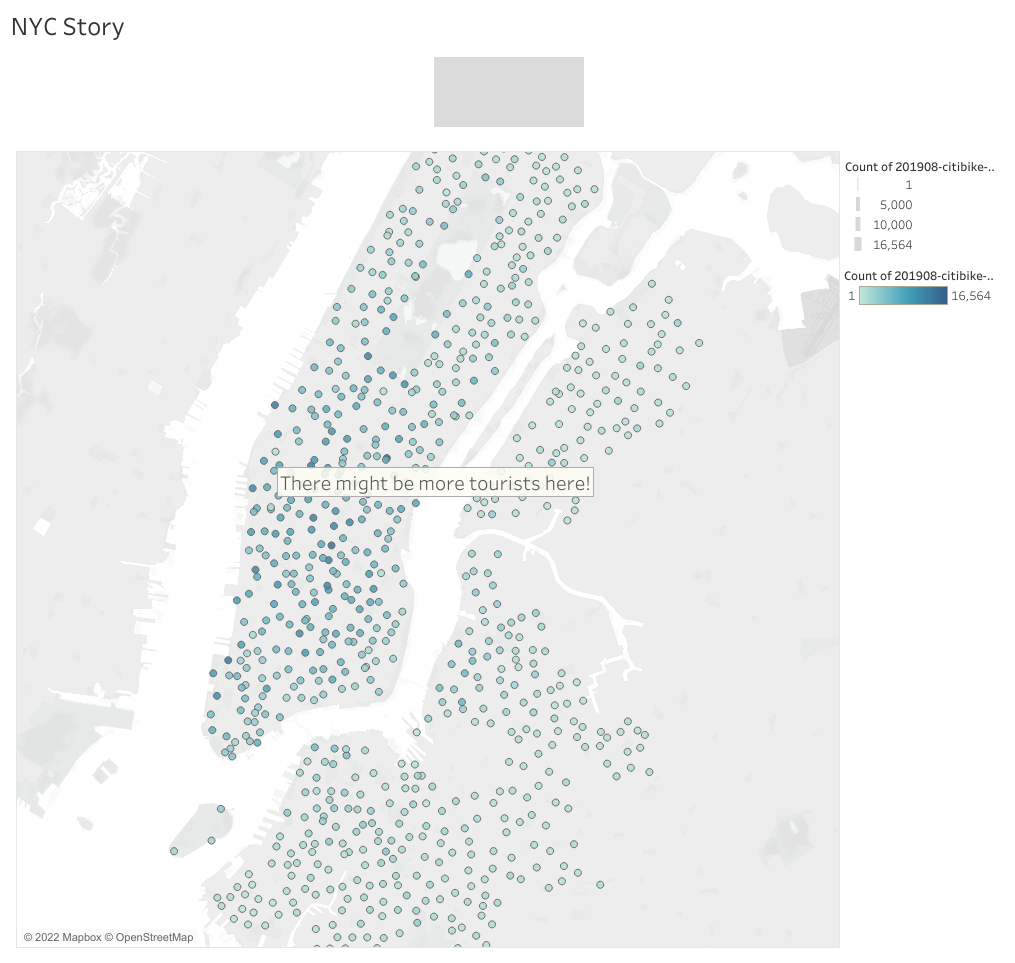 NYC Story
Count of 201908-citibike-..
1
5,000
10,000
16,564
Count of 201908-citibike-..
1 16,564
There might be more tourists here!
© 2022 Mapbox © OpenStreetMap